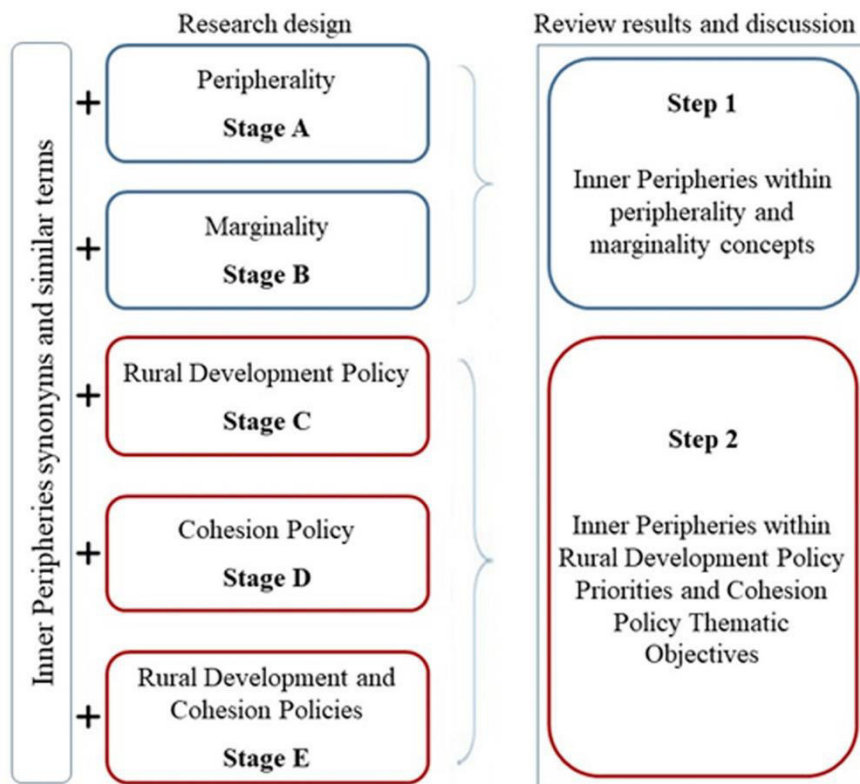 Research design
Review results and discussion
Inner Peripheries synonyms and similar terms
+
Peripherality
Stage A
+
Marginality
Stage B
+
Rural Development Policy
Stage C
+
Cohesion Policy
Stage D
+
Rural Development and
Cohesion Policies
Stage E
Step 1
Inner Peripheries within
peripherality and
marginality concepts
Step 2
Inner Peripheries within
Rural Development Policy
Priorities and Cohesion
Policy Thematic
Objectives